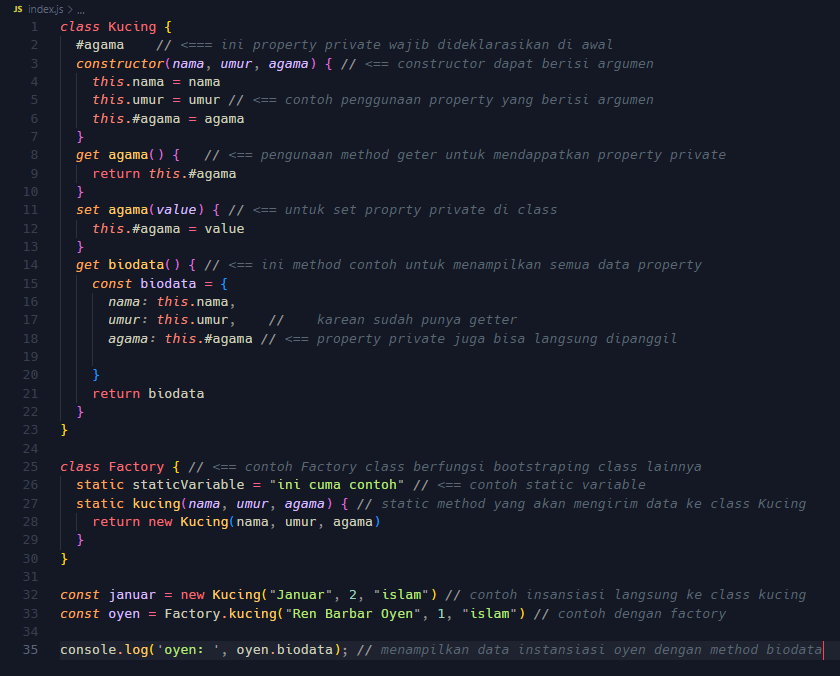 JS index.js > ...
1 class Kucing {
2 #agama // <=== ini property private wajib dideklarasikan di awal
3 constructor(nama, umur, agama) { // <== constructor dapat berisi argumen
4 this.nama = nama
5 this.umur = umur // <== contoh penggunaan property yang berisi argumen
6 this.#agama = agama
7 }
8 get agama() { // <== pengunaan method geter untuk mendappatkan property private
9 return this.#agama
10 }
11 set agama(value) { // <== untuk set proprty private di class
12 this.#agama = value
13 }
14 get biodata() { // <== ini method contoh untuk menampilkan semua data property
15 const biodata = {
16 nama: this.nama,
17 umur: this.umur, // karean sudah punya getter
18 agama: this.#agama // <== property private juga bisa langsung dipanggil
19
20 }
21 return biodata
22 }
23 }
24
25 class Factory { // <== contoh Factory class berfungsi bootstraping class lainnya
26 static staticVariable = "ini cuma contoh" // <== contoh static variable
27 static kucing(nama, umur, agama) { // static method yang akan mengirim data ke class Kucing
28 return new Kucing(nama, umur, agama)
29 }
30 }
31
32 const januar = new Kucing("Januar", 2, "islam") // contoh insansiasi langsung ke class kucing
33 const oyen = Factory.kucing("Ren Barbar Oyen", 1, "islam") // contoh dengan factory
34
35 console.log('oyen: ', oyen.biodata); // menampilkan data instansiasi oyen dengan method biodata